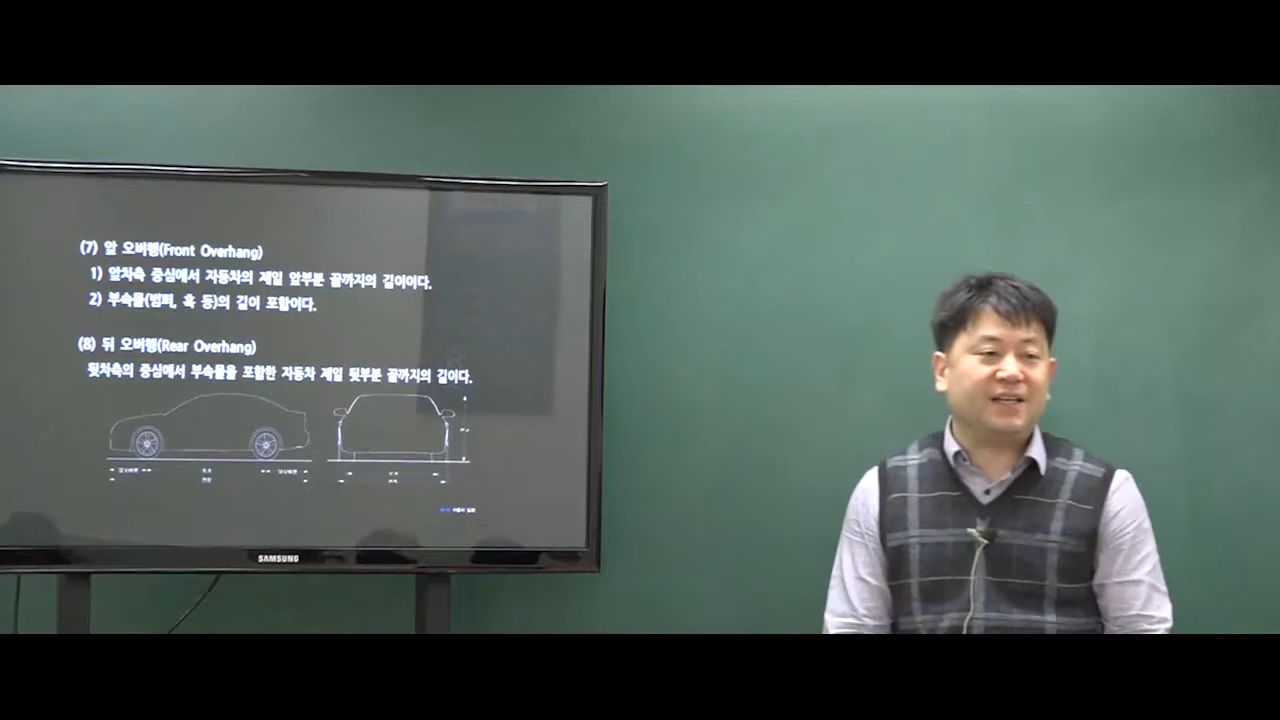 (7) 앞 오버행(Front Overhang)
1) 앞차축 중심에서 자동차의 제일 앞부분 끝까지의 길이이다.
2) 부속물(범퍼, 훅 등)의 길이 포함이다.
(8) 뒤 오버행(Rear Overhang)
뒷차축의 중심에서 부속물을 포함한 자동차 제일 뒷부분 끝까지의 길이다.
SAMSUNG